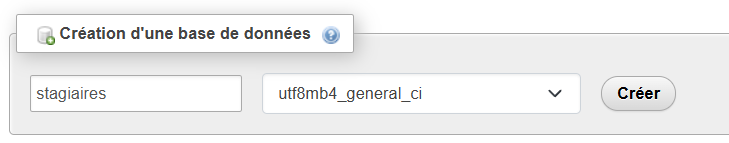 Création d'une base de données
stagiaires utf8mb4_general_ci Créer